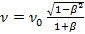 ν = ν₀ √(1−β²) / (1+β)